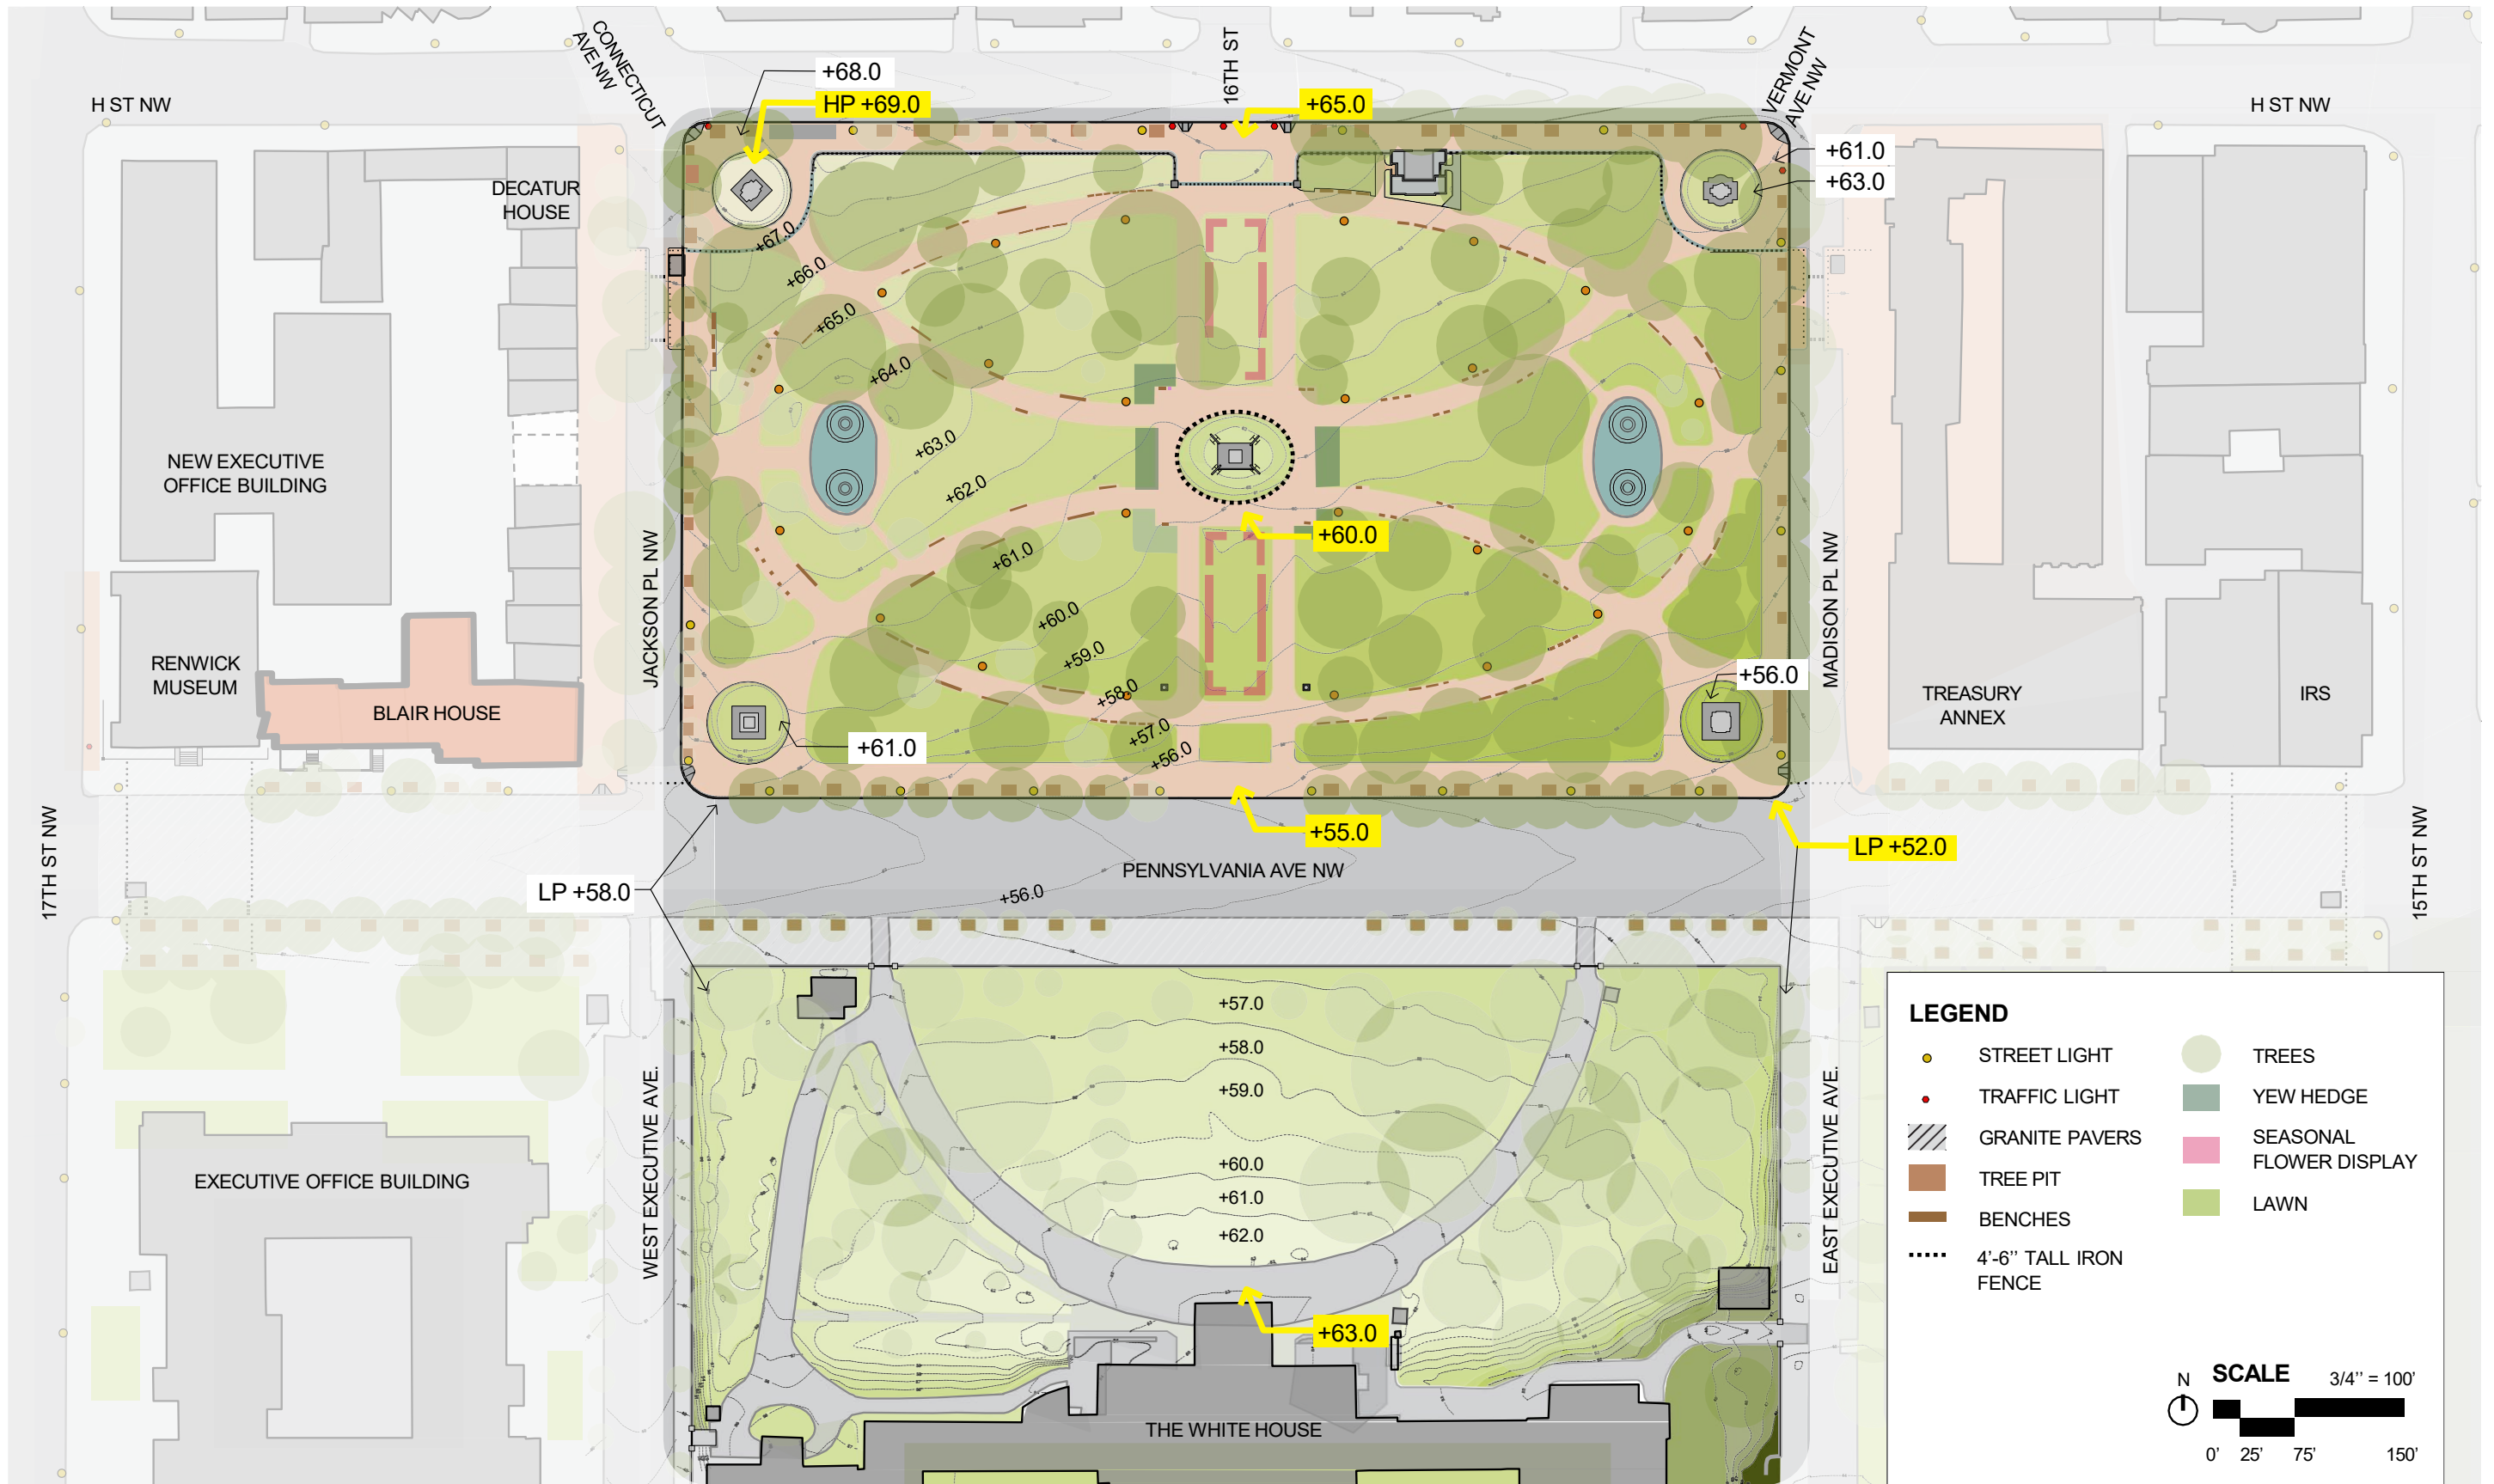 CONNECTICUT
AVE NW
16TH ST
VERMONT
AVE NW
+68.0
HP +69.0
+65.0
H ST NW
H ST NW
+61.0
+63.0
DECATUR
HOUSE
+67.0
+66.0
+65.0
+64.0
+63.0
+62.0
+61.0
+60.0
+60.0
+59.0
+58.0
+57.0
+56.0
NEW EXECUTIVE
OFFICE BUILDING
JACKSON PL NW
MADISON PL NW
RENWICK
MUSEUM
BLAIR HOUSE
+61.0
+56.0
TREASURY
ANNEX
IRS
+55.0
LP +52.0
17TH ST NW
15TH ST NW
PENNSYLVANIA AVE NW
LP +58.0
+56.0
+57.0
+58.0
+59.0
+60.0
+61.0
+62.0
+63.0
WEST EXECUTIVE AVE.
EAST EXECUTIVE AVE.
EXECUTIVE OFFICE BUILDING
THE WHITE HOUSE
LEGEND
STREET LIGHT
TRAFFIC LIGHT
GRANITE PAVERS
TREE PIT
BENCHES
4'-6'' TALL IRON
FENCE
TREES
YEW HEDGE
SEASONAL
FLOWER DISPLAY
LAWN
N
SCALE
3/4'' = 100'
0' 25' 75' 150'